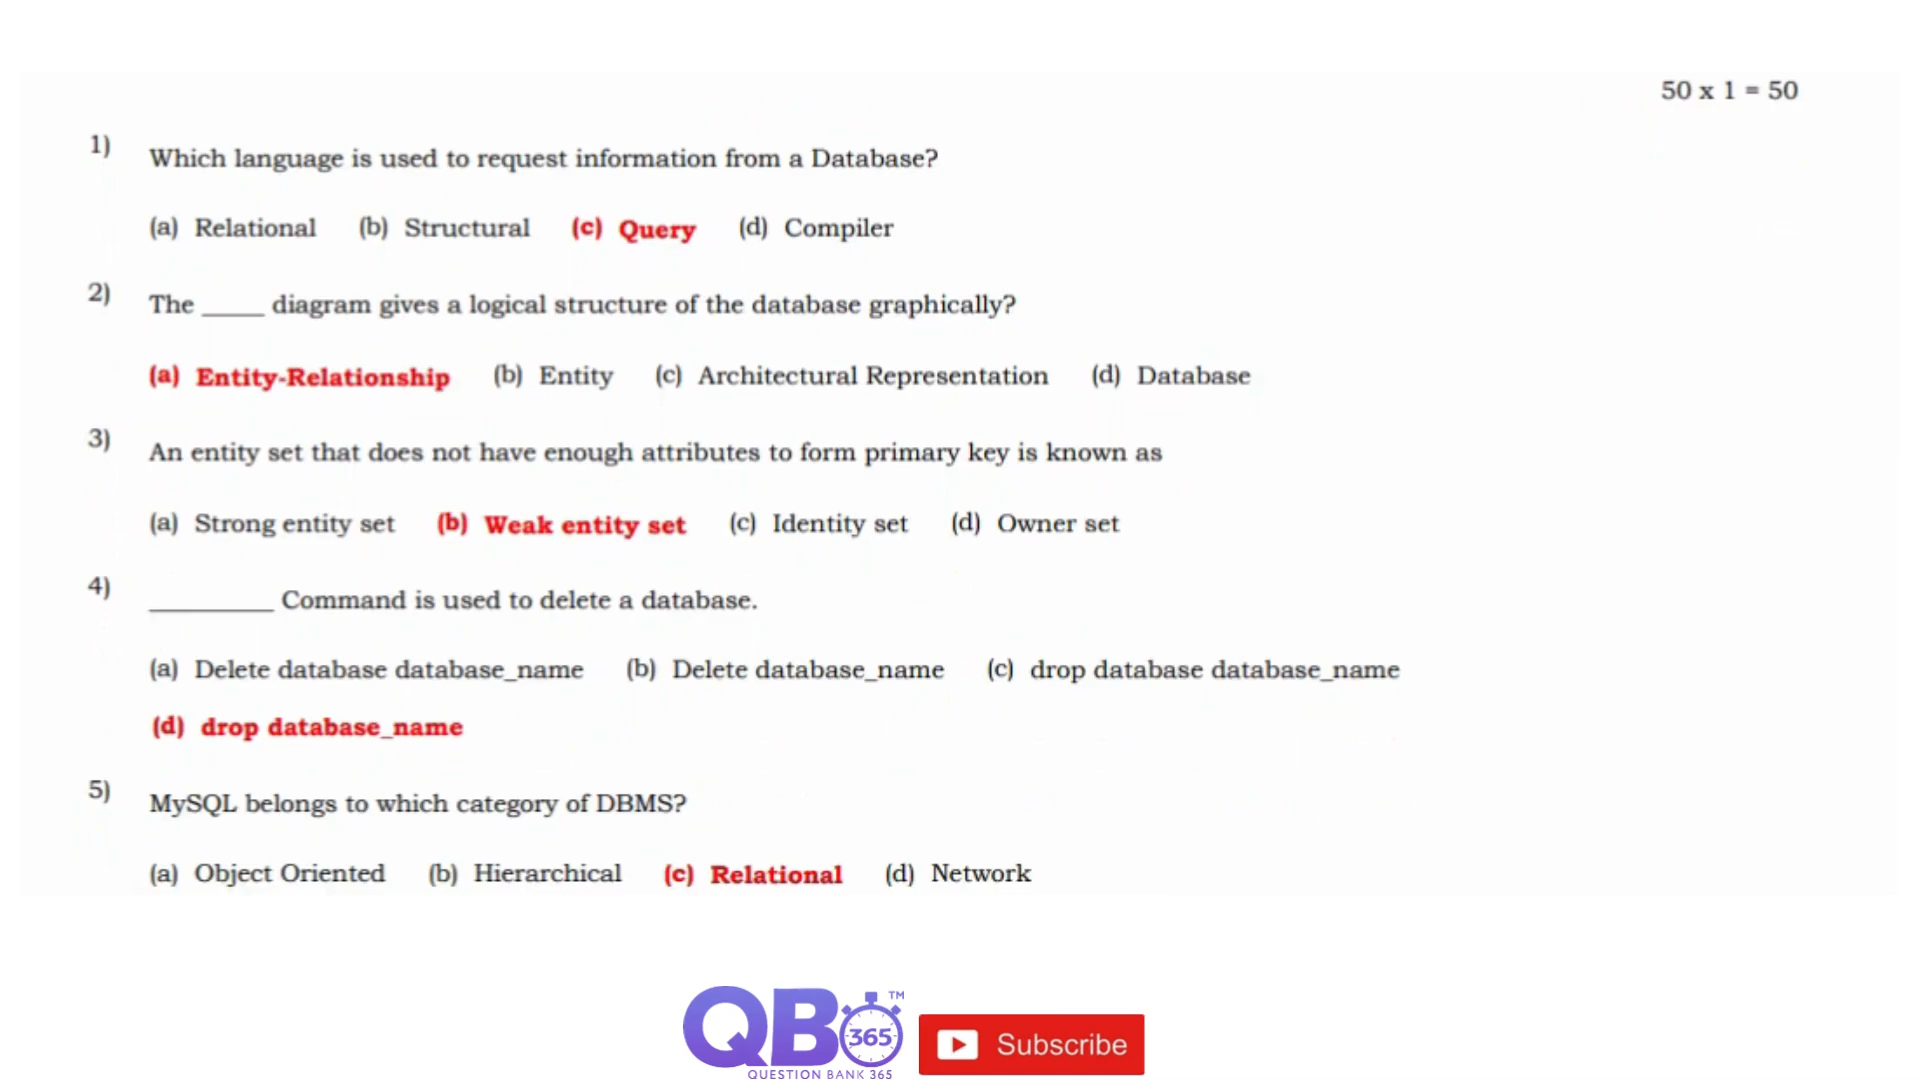 50 x 1 = 50
1) Which language is used to request information from a Database?
(a) Relational (b) Structural (c) Query (d) Compiler
2) The _____ diagram gives a logical structure of the database graphically?
(a) Entity-Relationship (b) Entity (c) Architectural Representation (d) Database
3) An entity set that does not have enough attributes to form primary key is known as
(a) Strong entity set (b) Weak entity set (c) Identity set (d) Owner set
4) __________ Command is used to delete a database.
(a) Delete database database_name (b) Delete database_name (c) drop database database_name
(d) drop database_name
5) MySQL belongs to which category of DBMS?
(a) Object Oriented (b) Hierarchical (c) Relational (d) Network
QB 365 ™
QUESTION BANK 365
Subscribe